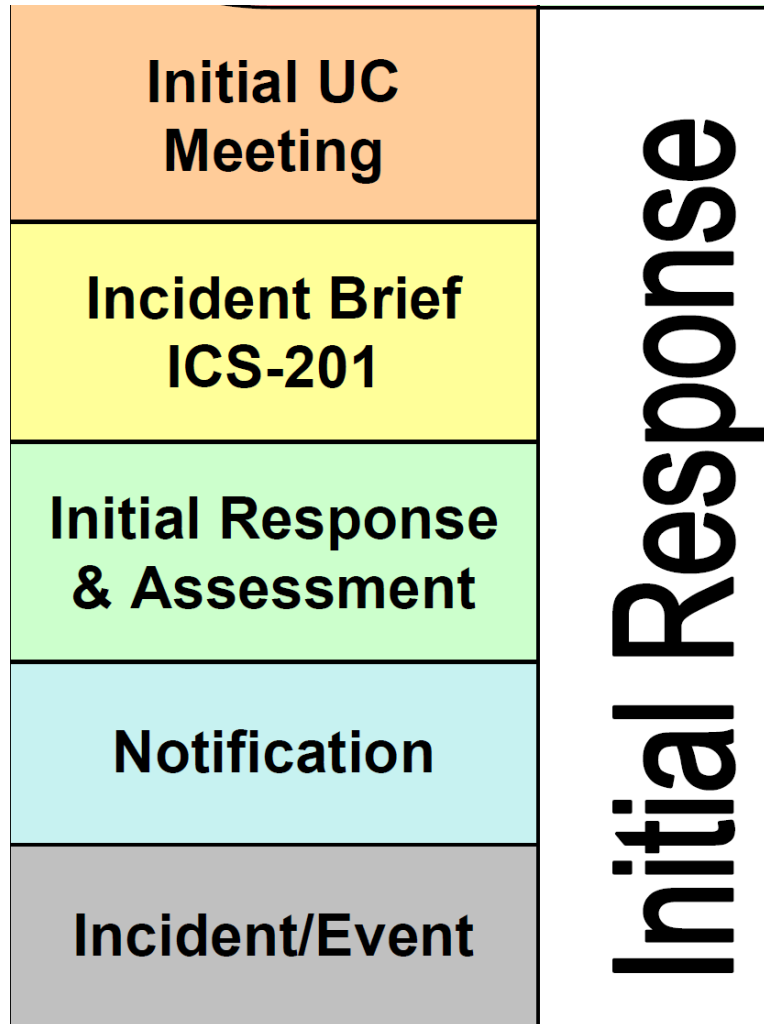 Initial UC
Meeting
Incident Brief
ICS-201
Initial Response
& Assessment
Notification
Incident/Event
Initial Response